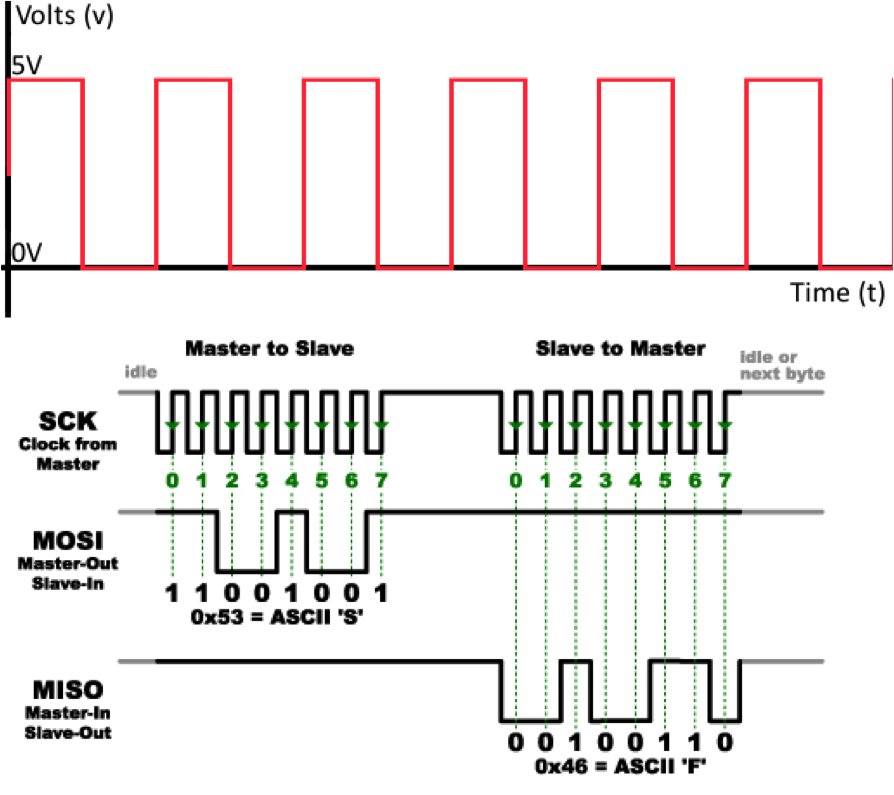 Volts (v)
5V
0V
Time (t)
Master to Slave
Slave to Master
idle
idle or
next byte
SCK
Clock from
Master
0 1 2 3 4 5 6 7
0 1 2 3 4 5 6 7
MOSI
Master-Out
Slave-In
1 1 0 0 1 0 0 1
0x53 = ASCII 'S'
MISO
Master-In
Slave-Out
0 0 1 0 0 1 1 0
0x46 = ASCII 'F'